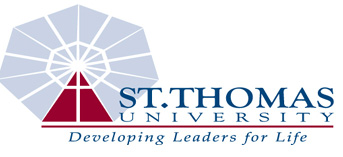 ST.THOMAS
UNIVERSITY
Developing Leaders for Life